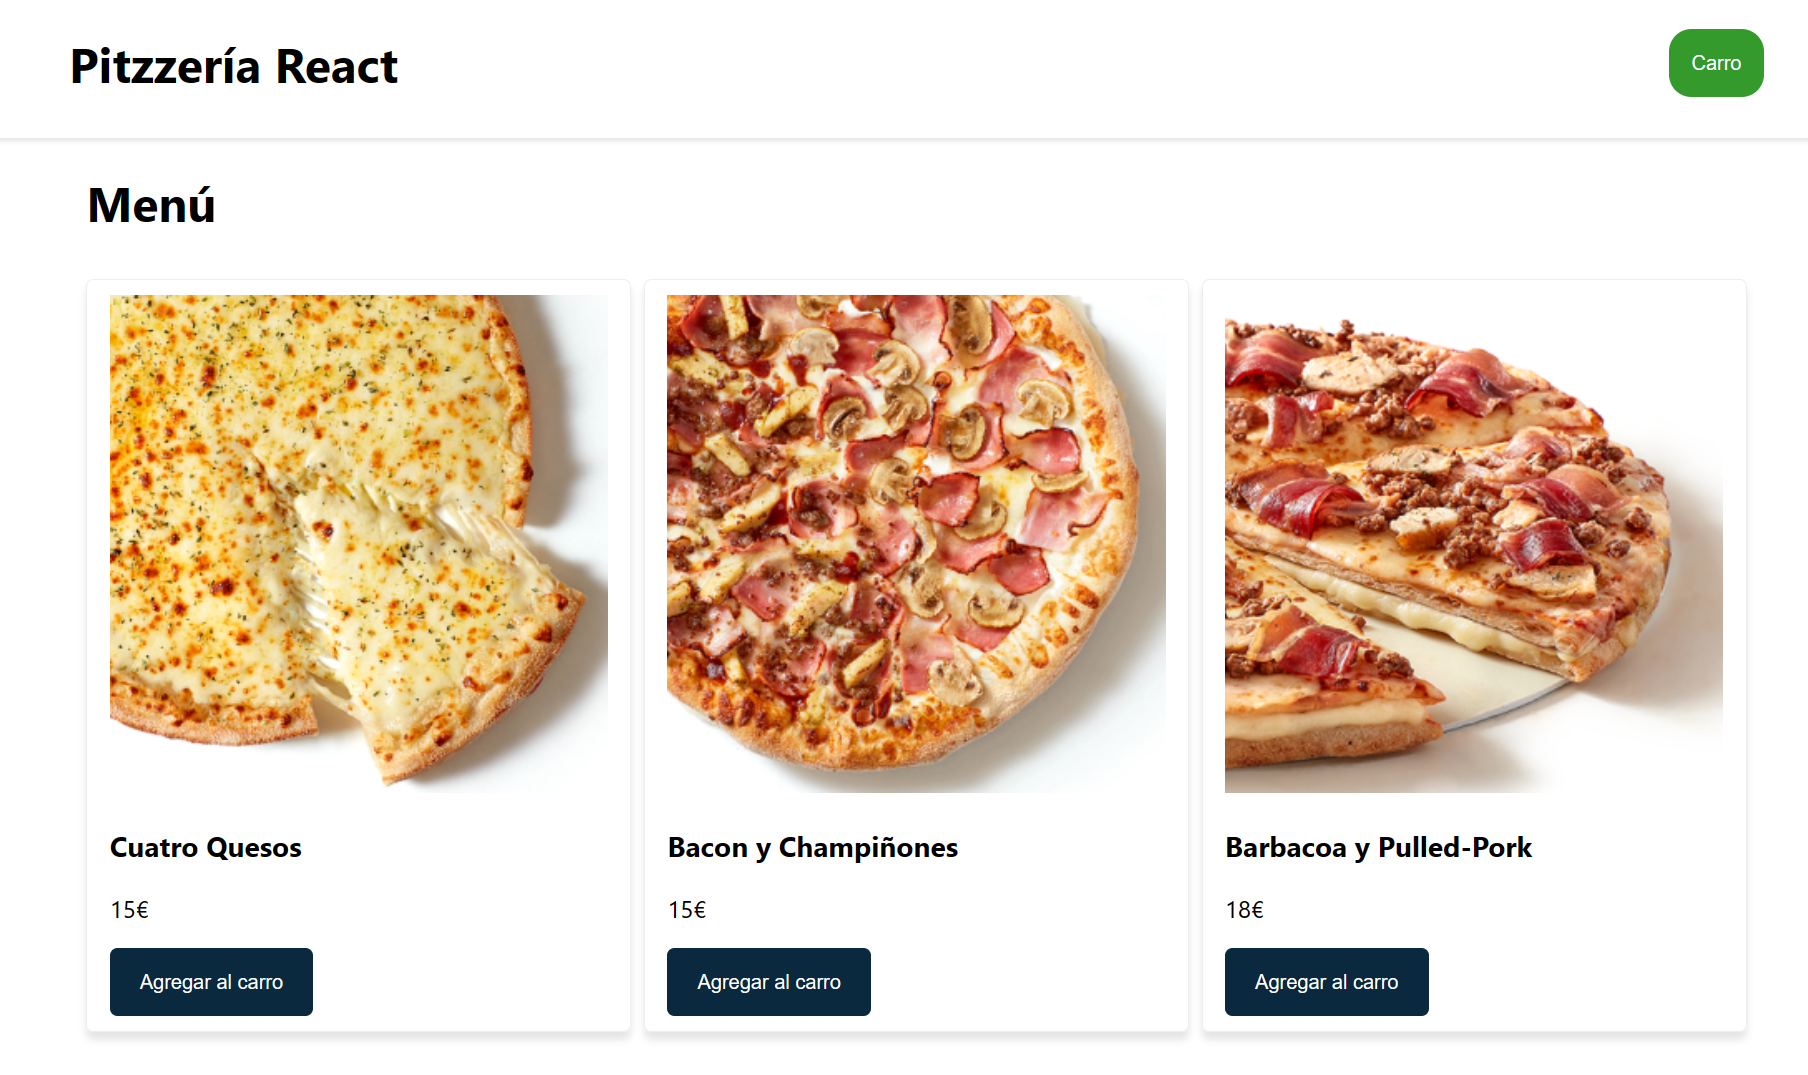 Pitzzería React
Carro
Menú
Cuatro Quesos
15€
Agregar al carro
Bacon y Champiñones
15€
Agregar al carro
Barbacoa y Pulled-Pork
18€
Agregar al carro